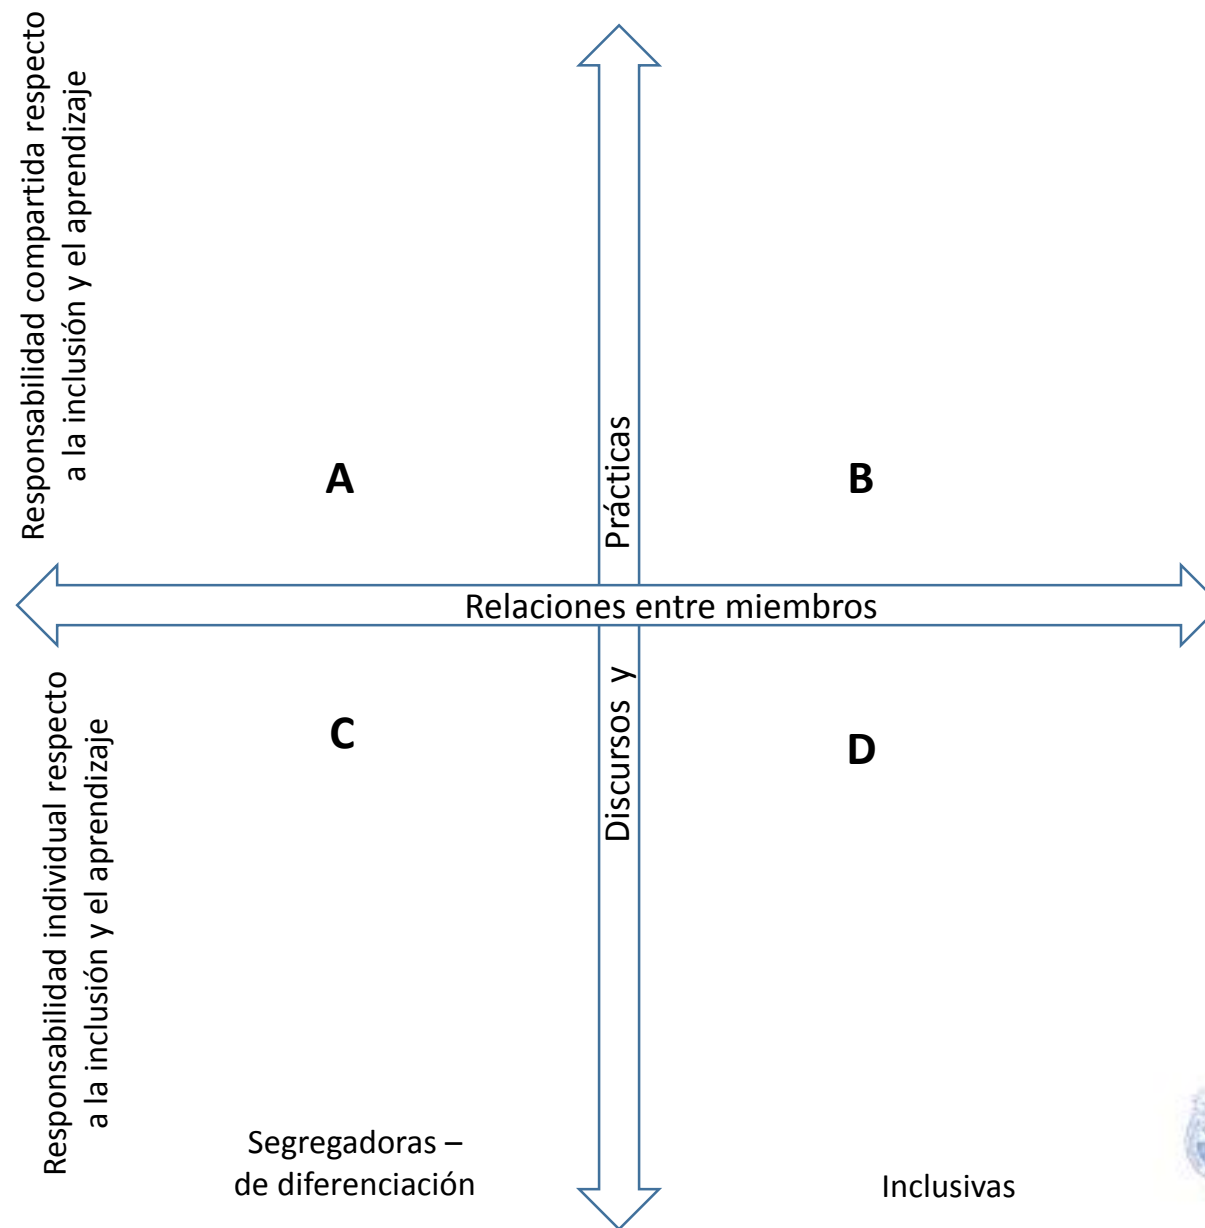 Responsabilidad compartida respecto
a la inclusión y el aprendizaje
A
B
Prácticas
Relaciones entre miembros
Discursos y
C
D
Responsabilidad individual respecto
a la inclusión y el aprendizaje
Segregadoras –
de diferenciación
Inclusivas